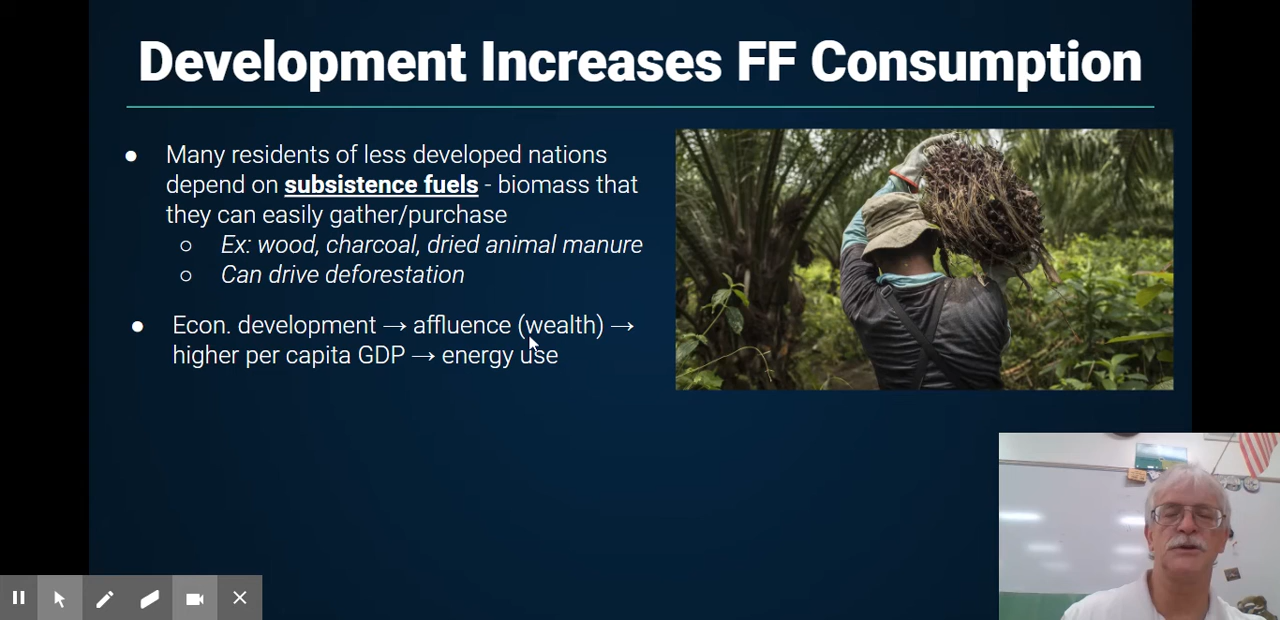 Development Increases FF Consumption
● Many residents of less developed nations
depend on subsistence fuels - biomass that
they can easily gather/purchase
○ Ex: wood, charcoal, dried animal manure
○ Can drive deforestation
● Econ. development → affluence (wealth) →
higher per capita GDP → energy use